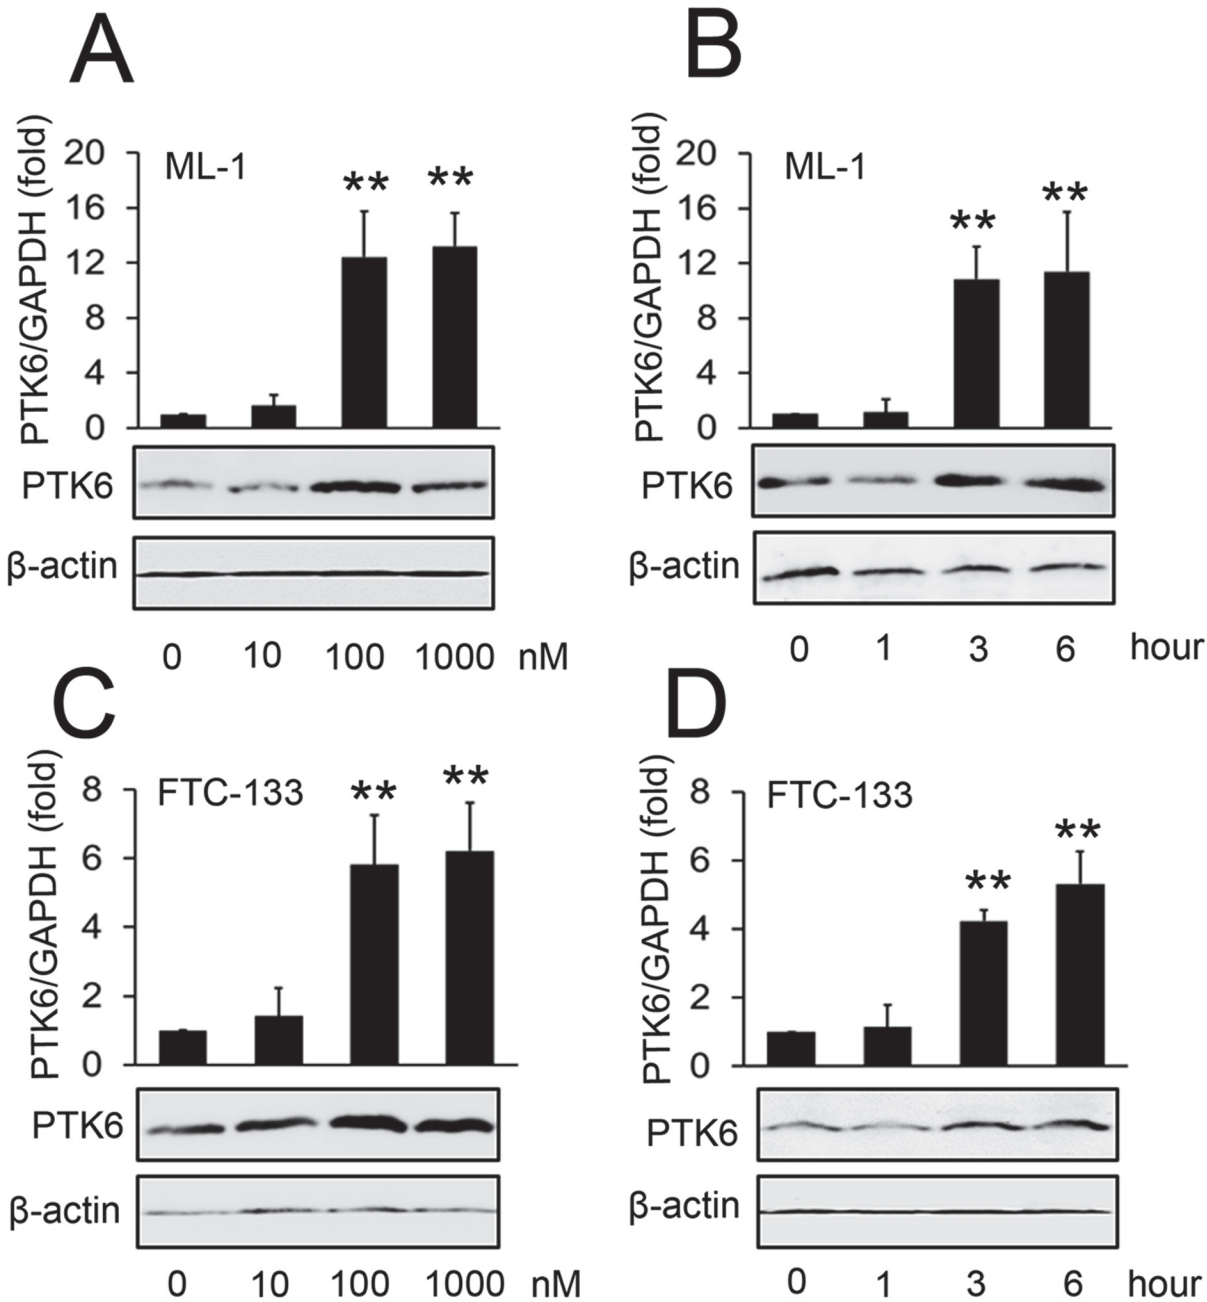 A
PTK6/GAPDH (fold)
20
16
12
8
4
0
ML-1
** **
PTK6
β-actin
0 10 100 1000 nM
B
PTK6/GAPDH (fold)
20
16
12
8
4
0
ML-1
** **
PTK6
β-actin
0 1 3 6 hour
C
PTK6/GAPDH (fold)
8
6
4
2
0
FTC-133
** **
PTK6
β-actin
0 10 100 1000 nM
D
PTK6/GAPDH (fold)
8
6
4
2
0
FTC-133
** **
PTK6
β-actin
0 1 3 6 hour